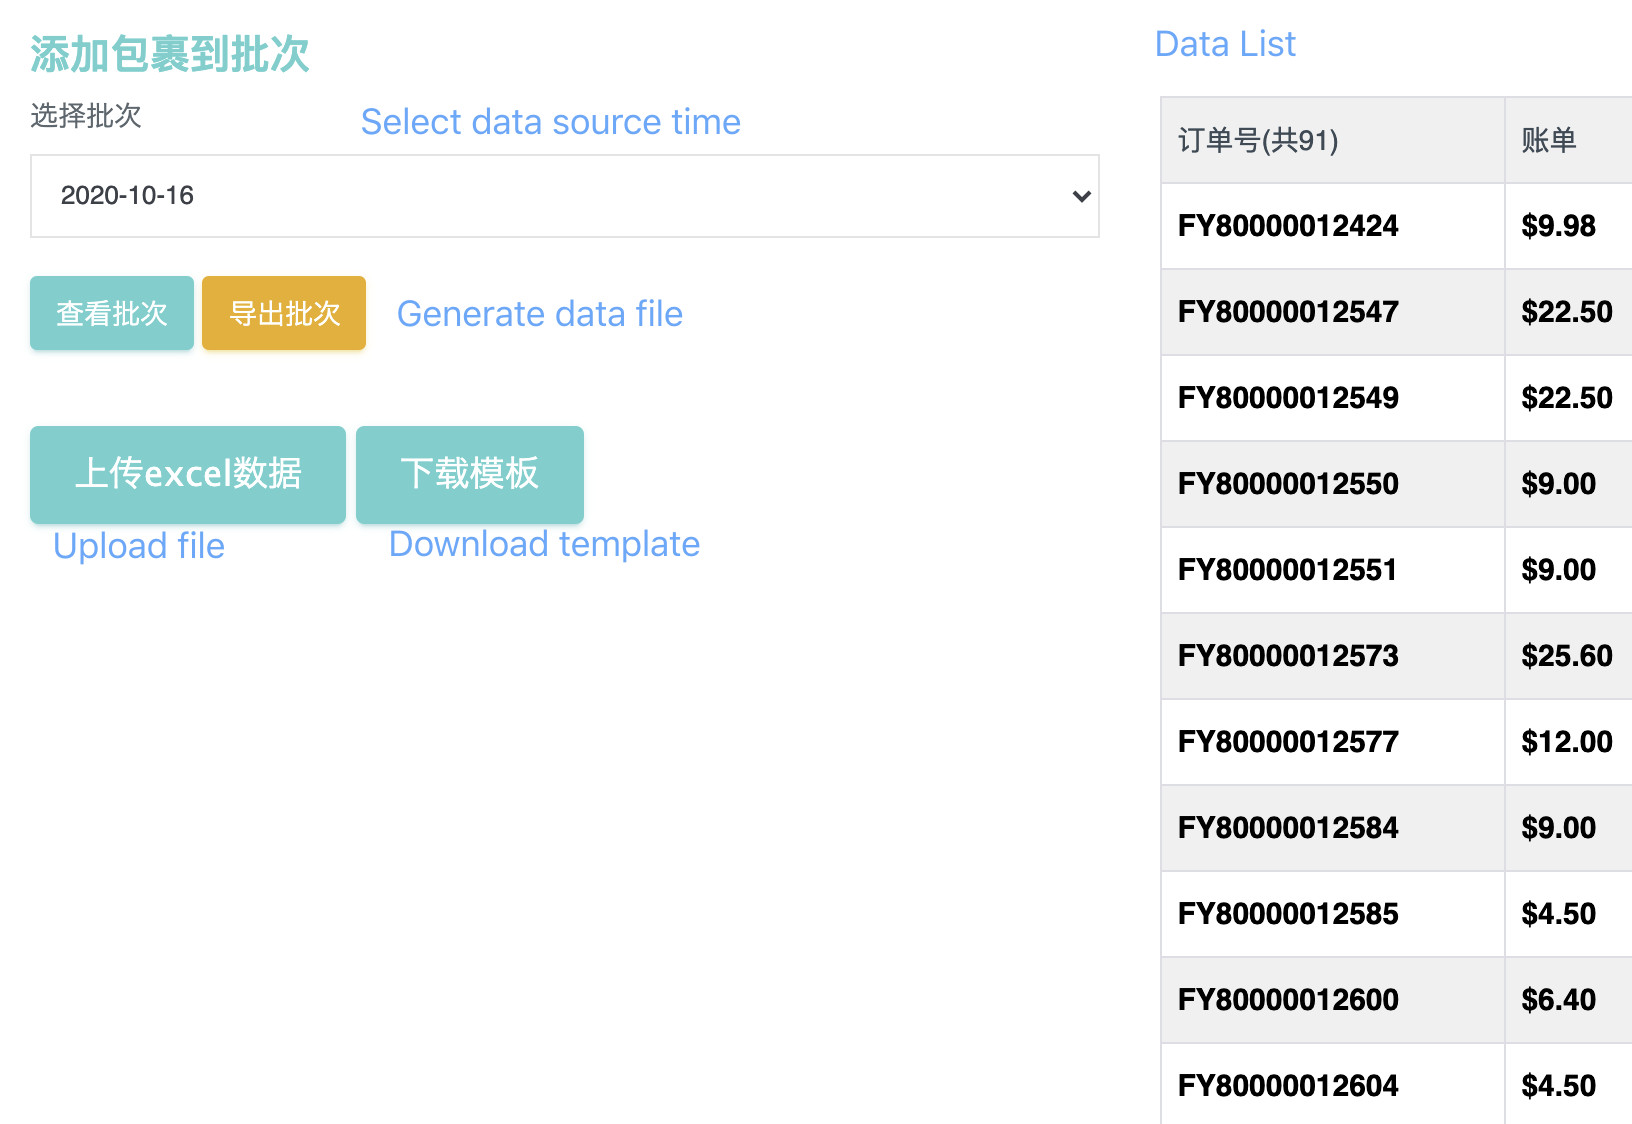 添加包裹到批次
选择批次
Select data source time
2020-10-16
查看批次 导出批次 Generate data file
上传excel数据 下载模板
Upload file Download template
Data List
订单号(共91) 账单
FY80000012424 $9.98
FY80000012547 $22.50
FY80000012549 $22.50
FY80000012550 $9.00
FY80000012551 $9.00
FY80000012573 $25.60
FY80000012577 $12.00
FY80000012584 $9.00
FY80000012585 $4.50
FY80000012600 $6.40
FY80000012604 $4.50